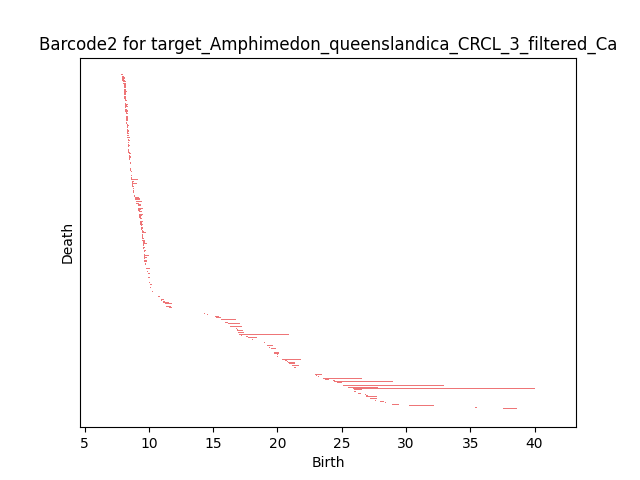 Barcode2 for target_Amphimedon_queenslandica_CRCL_3_filtered_Ca
Death
5 10 15 20 25 30 35 40
Birth